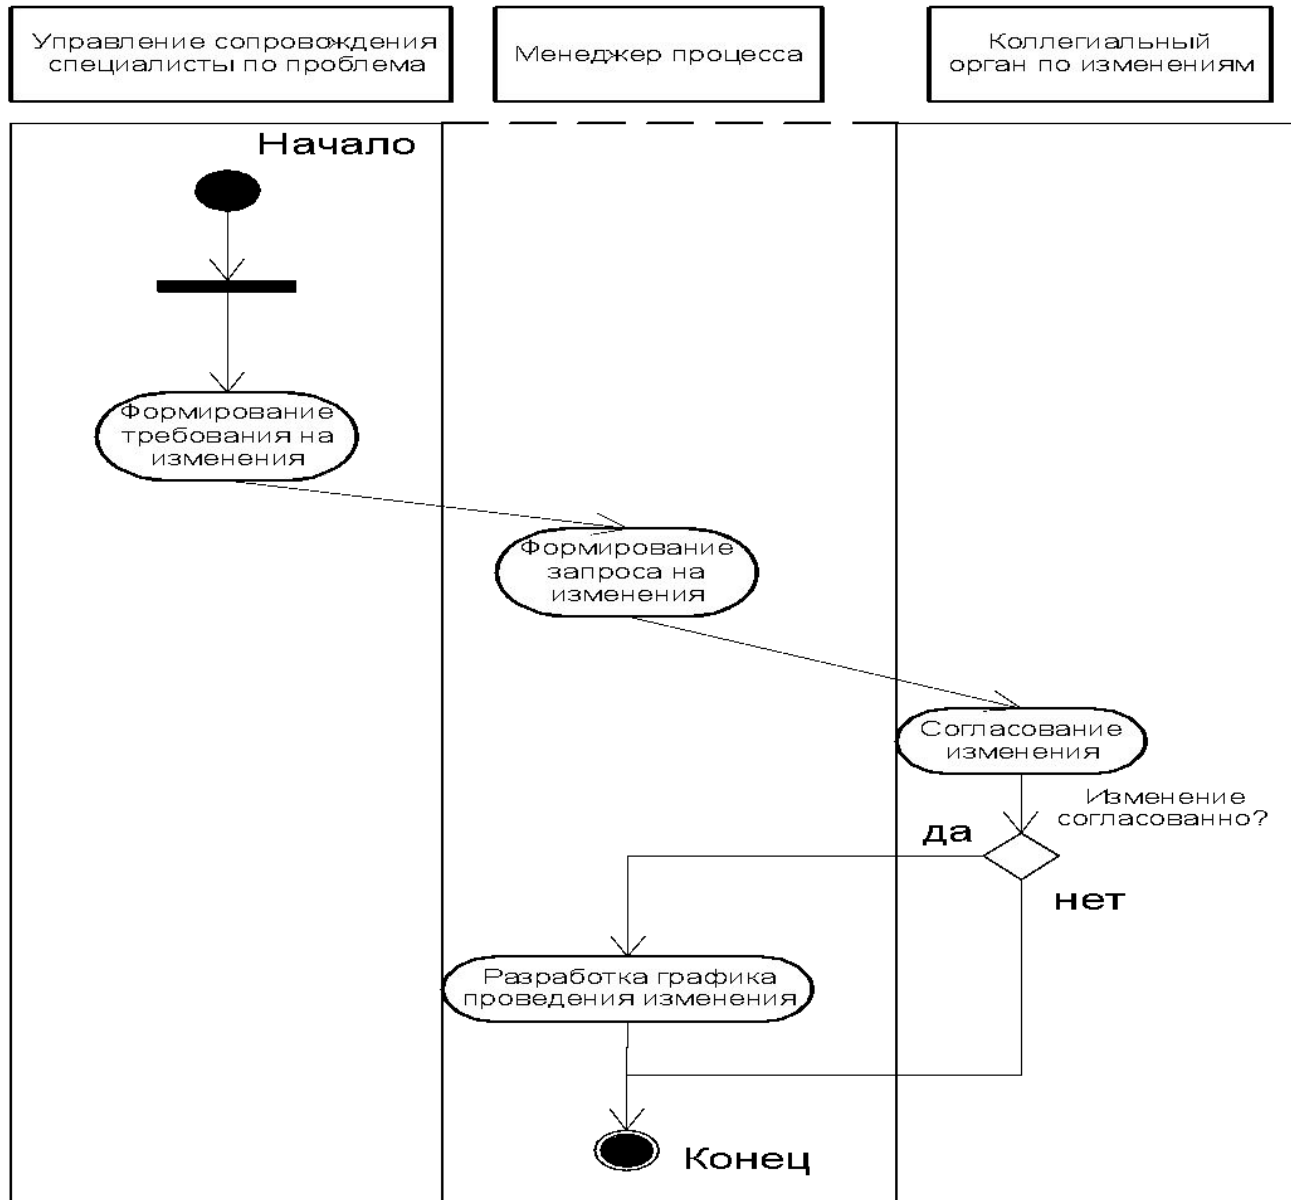 Управление сопровождения
специалисты по проблема
Менеджер процесса
Коллегиальный
орган по изменениям
Начало
Формирование
требования на
изменения
Формирование
запроса на
изменения
Согласование
изменения
Изменение
согласованно?
да
нет
Разработка графика
проведения изменения
Конец